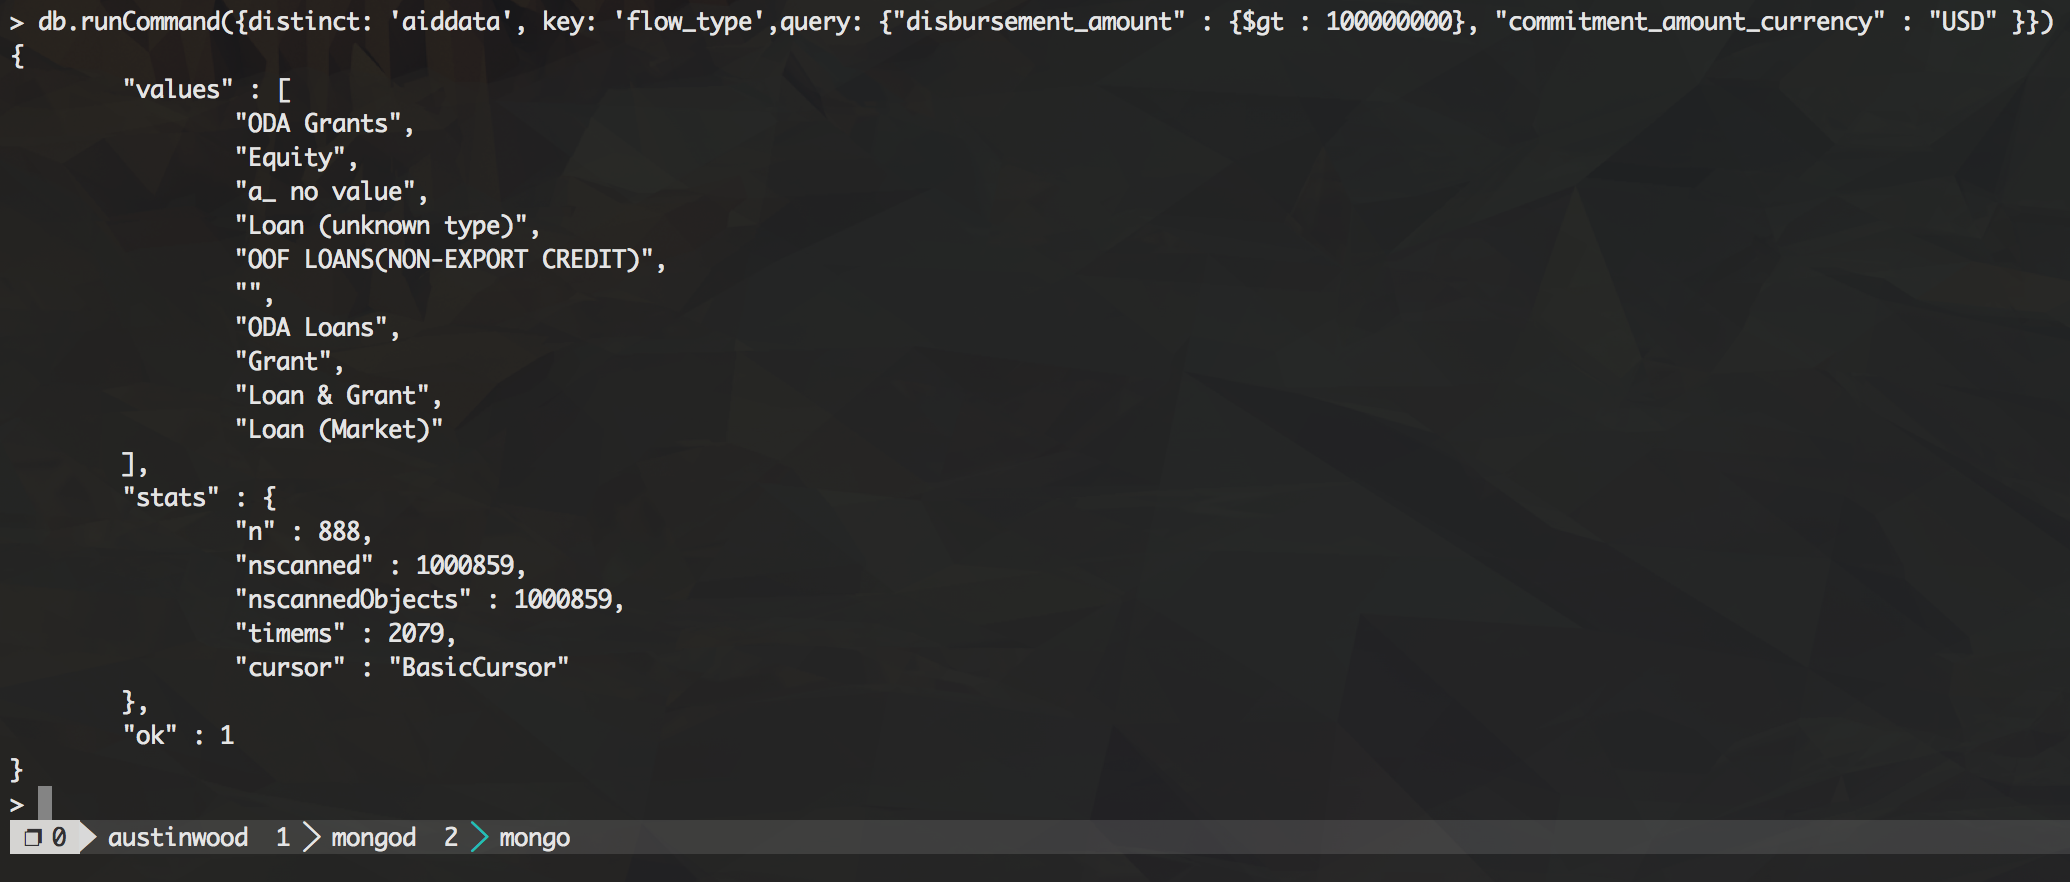 > db.runCommand({distinct: 'aiddata', key: 'flow_type',query: {"disbursement_amount" : {$gt : 100000000}, "commitment_amount_currency" : "USD" }})
{
        "values" : [
                "ODA Grants",
                "Equity",
                "a_ no value",
                "Loan (unknown type)",
                "OOF LOANS(NON-EXPORT CREDIT)",
                "",
                "ODA Loans",
                "Grant",
                "Loan & Grant",
                "Loan (Market)"
        ],
        "stats" : {
                "n" : 888,
                "nscanned" : 1000859,
                "nscannedObjects" : 1000859,
                "timems" : 2079,
                "cursor" : "BasicCursor"
        },
        "ok" : 1
}
>
❐ 0 austinwood 1 mongod 2 mongo